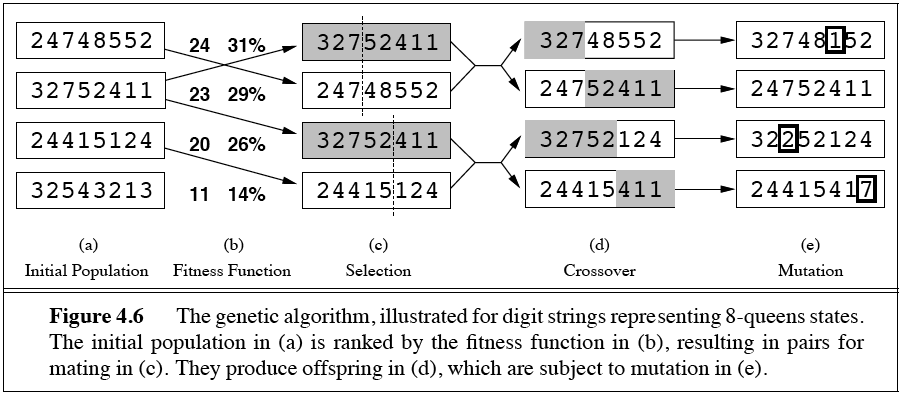 24748552 24 31% 32752411 32748552 32748152
32752411 23 29% 24748552 24752411 24752411
24415124 20 26% 32752411 32752124 32252124
32543213 11 14% 24415124 24415411 24415417
(a) (b) (c) (d) (e)
Initial Population Fitness Function Selection Crossover Mutation
Figure 4.6 The genetic algorithm, illustrated for digit strings representing 8-queens states.
The initial population in (a) is ranked by the fitness function in (b), resulting in pairs for
mating in (c). They produce offspring in (d), which are subject to mutation in (e).